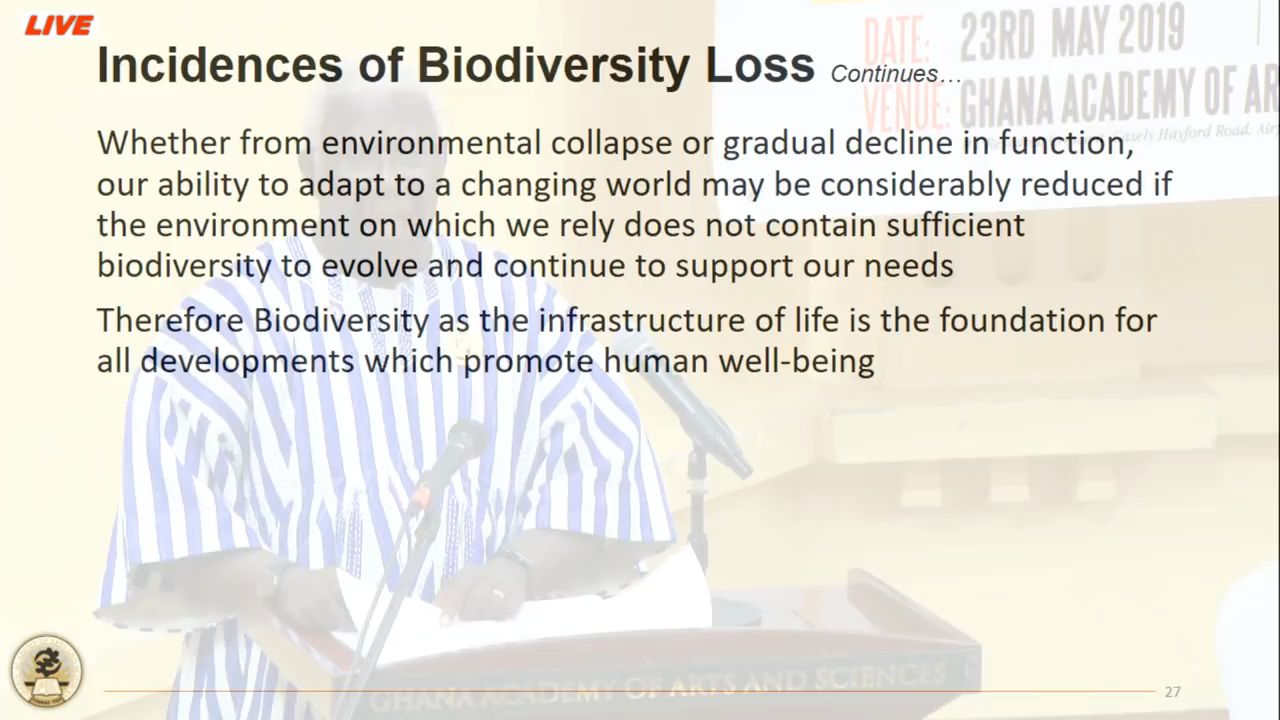 LIVE
Incidences of Biodiversity Loss Continues...
Whether from environmental collapse or gradual decline in function,
our ability to adapt to a changing world may be considerably reduced if
the environment on which we rely does not contain sufficient
biodiversity to evolve and continue to support our needs
Therefore Biodiversity as the infrastructure of life is the foundation for
all developments which promote human well-being
DATE: 23RD MAY 2019
VENUE: GHANA ACADEMY OF AR
Casely Hayford Road, Airp
GHANA ACADEMY OF ARTS AND SCIENCES
27